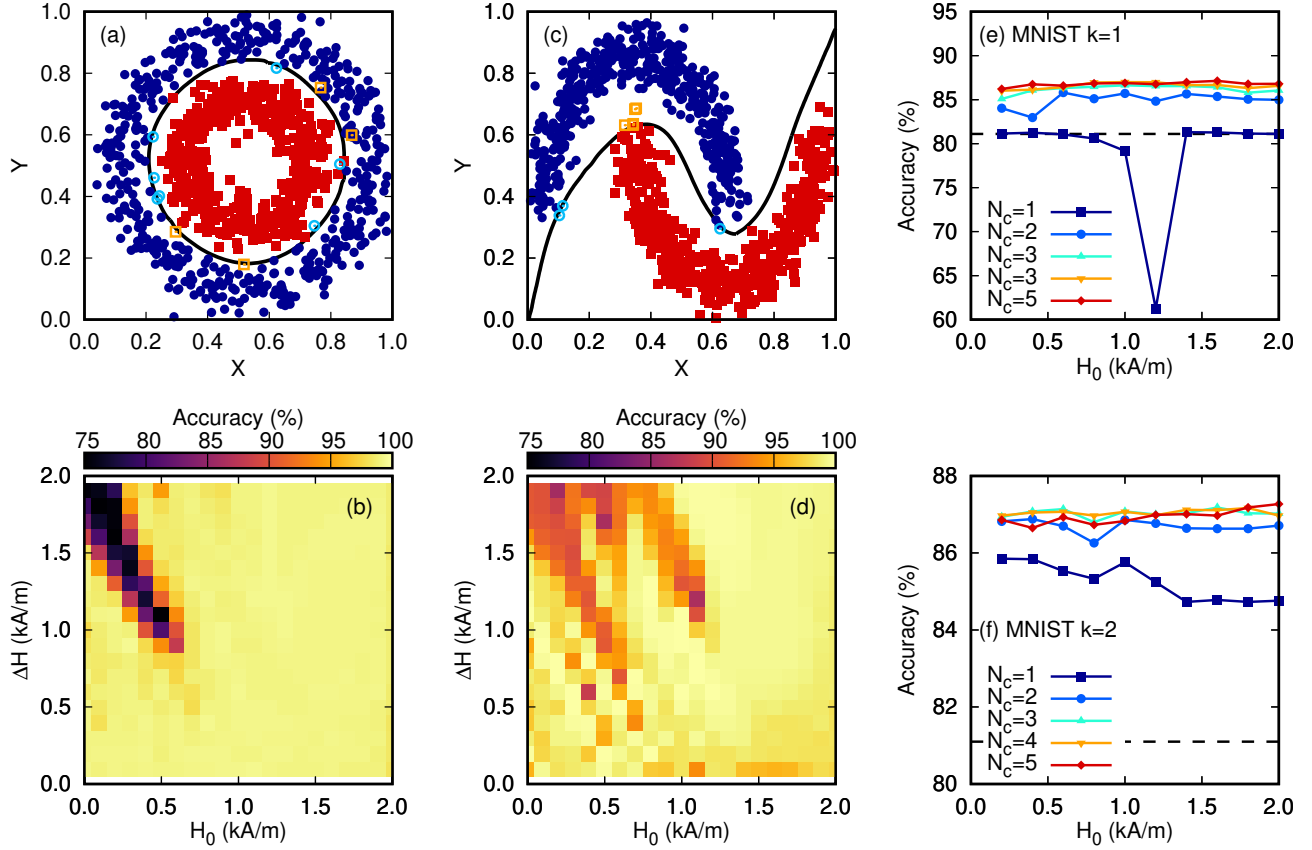 (a)
1.0
0.8
0.6
0.4
0.2
0.0
Y
0.0 0.2 0.4 0.6 0.8 1.0
X
(c)
1.0
0.8
0.6
0.4
0.2
0.0
Y
0.0 0.2 0.4 0.6 0.8 1.0
X
(e) MNIST k=1
95
90
85
80
75
70
65
60
Accuracy (%)
N_c=1
N_c=2
N_c=3
N_c=3
N_c=5
0.0 0.5 1.0 1.5 2.0
H_0 (kA/m)
Accuracy (%)
75 80 85 90 95 100
(b)
2.0
1.5
1.0
0.5
0.0
ΔH (kA/m)
0.0 0.5 1.0 1.5 2.0
H_0 (kA/m)
Accuracy (%)
75 80 85 90 95 100
(d)
2.0
1.5
1.0
0.5
0.0
ΔH (kA/m)
0.0 0.5 1.0 1.5 2.0
H_0 (kA/m)
88
86
84
82
80
Accuracy (%)
(f) MNIST k=2
N_c=1
N_c=2
N_c=3
N_c=4
N_c=5
0.0 0.5 1.0 1.5 2.0
H_0 (kA/m)